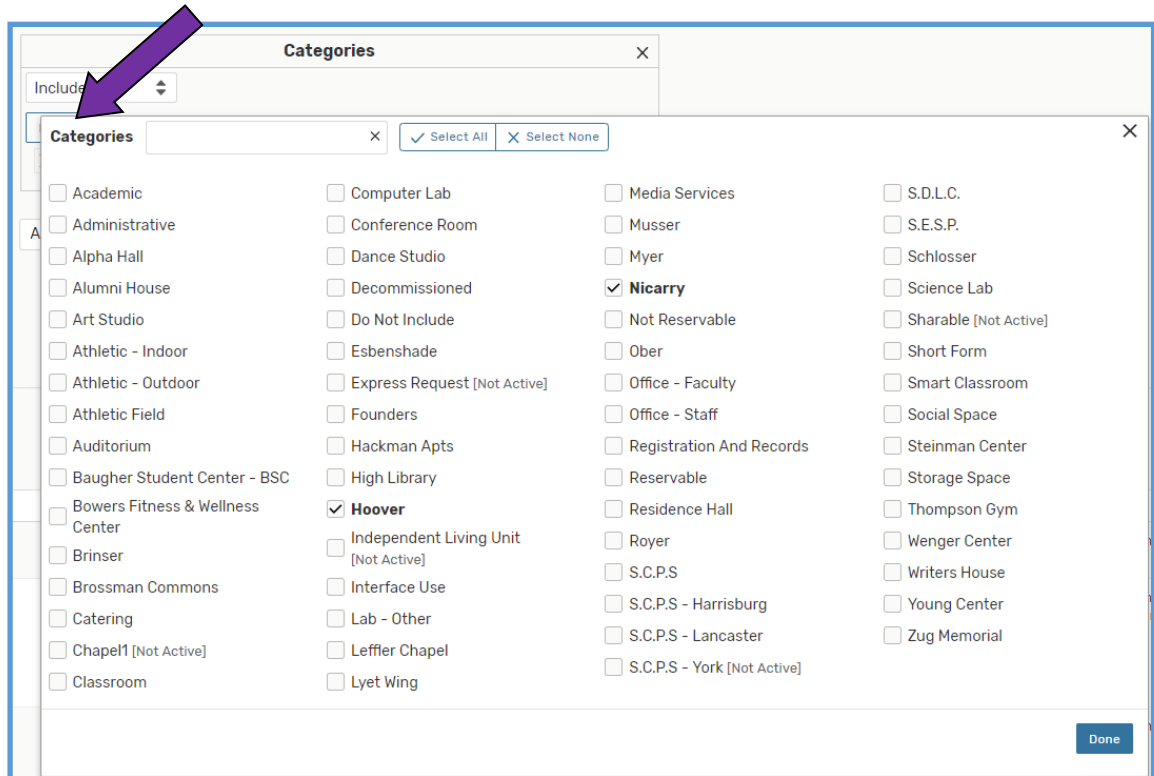 Categories
Include
Categories
Select All
Select None
Academic
Administrative
Alpha Hall
Alumni House
Art Studio
Athletic - Indoor
Athletic - Outdoor
Athletic Field
Auditorium
Baugher Student Center - BSC
Bowers Fitness & Wellness
Center
Brinser
Brossman Commons
Catering
Chapel1 [Not Active]
Classroom
Computer Lab
Conference Room
Dance Studio
Decommissioned
Do Not Include
Esbenshade
Express Request [Not Active]
Founders
Hackman Apts
High Library
Hoover
Independent Living Unit
[Not Active]
Interface Use
Lab - Other
Leffler Chapel
Lyet Wing
Media Services
Musser
Myer
Nicarry
Not Reservable
Ober
Office - Faculty
Office - Staff
Registration And Records
Reservable
Residence Hall
Royer
S.C.P.S
S.C.P.S - Harrisburg
S.C.P.S - Lancaster
S.C.P.S - York [Not Active]
S.D.L.C.
S.E.S.P.
Schlosser
Science Lab
Sharable [Not Active]
Short Form
Smart Classroom
Social Space
Steinman Center
Storage Space
Thompson Gym
Wenger Center
Writers House
Young Center
Zug Memorial
Done